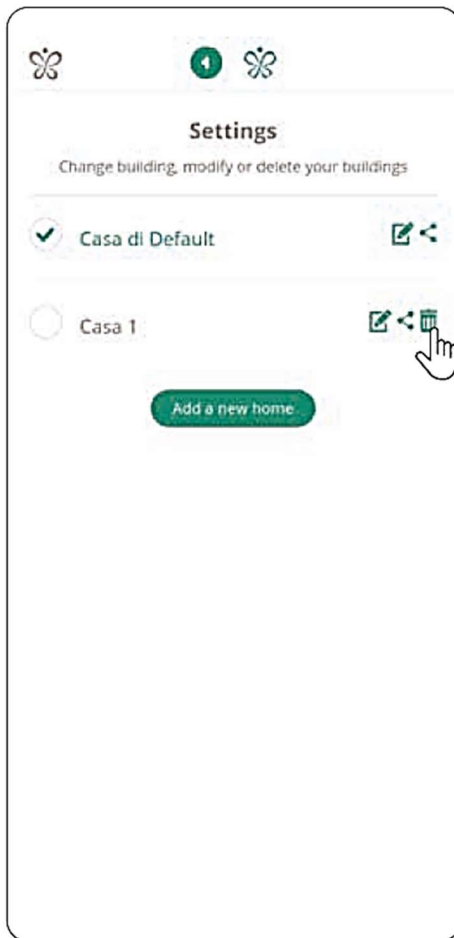 Settings
Change building, modify or delete your buildings
Casa di Default
Casa 1
Add a new home